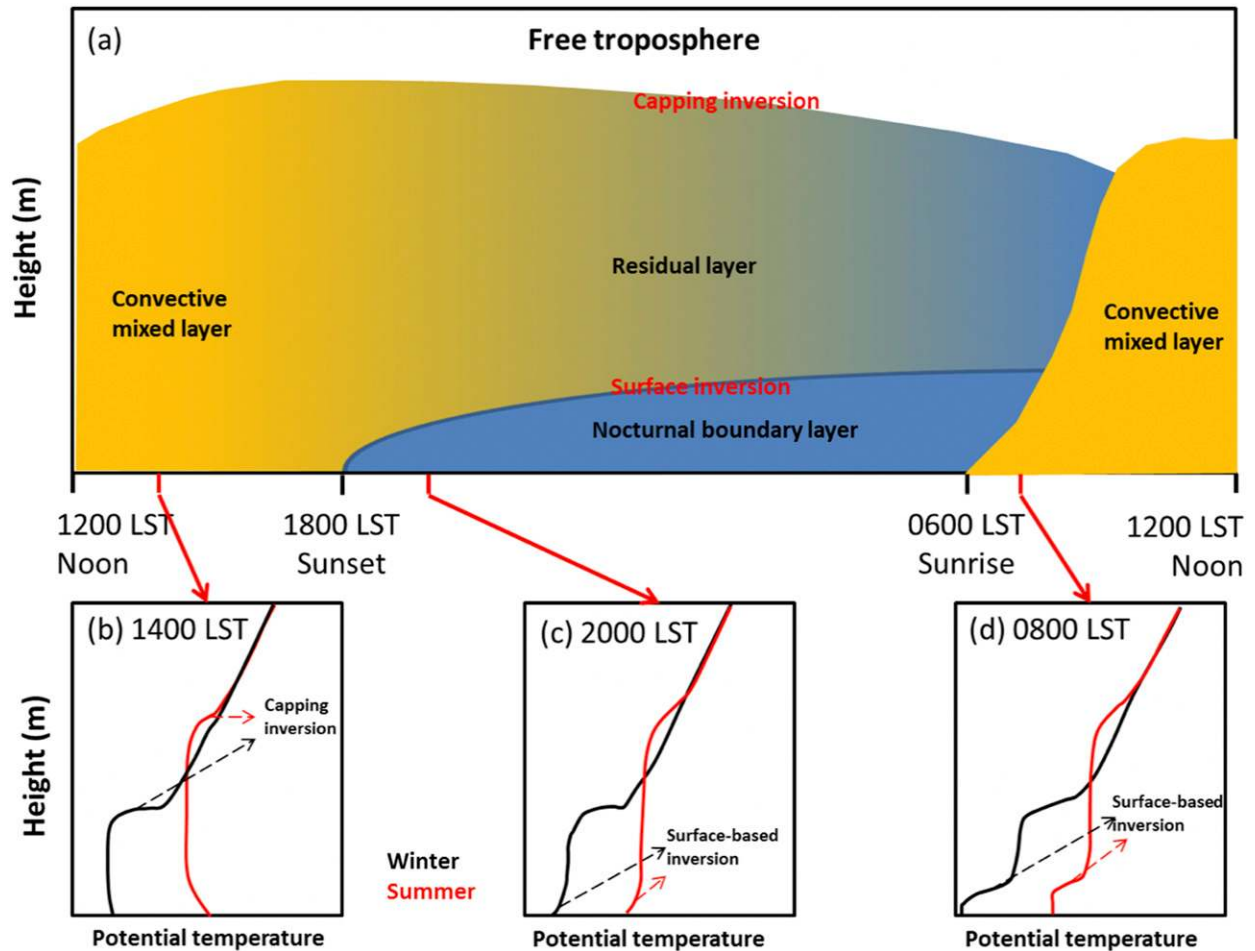 (a)
Free troposphere
Capping inversion
Height (m)
Residual layer
Convective
mixed layer
Convective
mixed layer
Surface inversion
Nocturnal boundary layer
1200 LST
Noon
1800 LST
Sunset
0600 LST
Sunrise
1200 LST
Noon
(b) 1400 LST
Capping
inversion
Height (m)
Potential temperature
Winter
Summer
(c) 2000 LST
Surface-based
inversion
Potential temperature
(d) 0800 LST
Surface-based
inversion
Potential temperature